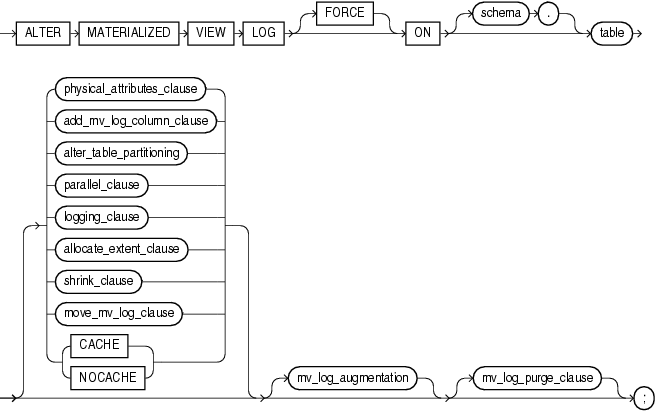 ALTER MATERIALIZED VIEW LOG FORCE ON schema . table
physical_attributes_clause
add_mv_log_column_clause
alter_table_partitioning
parallel_clause
logging_clause
allocate_extent_clause
shrink_clause
move_mv_log_clause
CACHE
NOCACHE
mv_log_augmentation mv_log_purge_clause ;